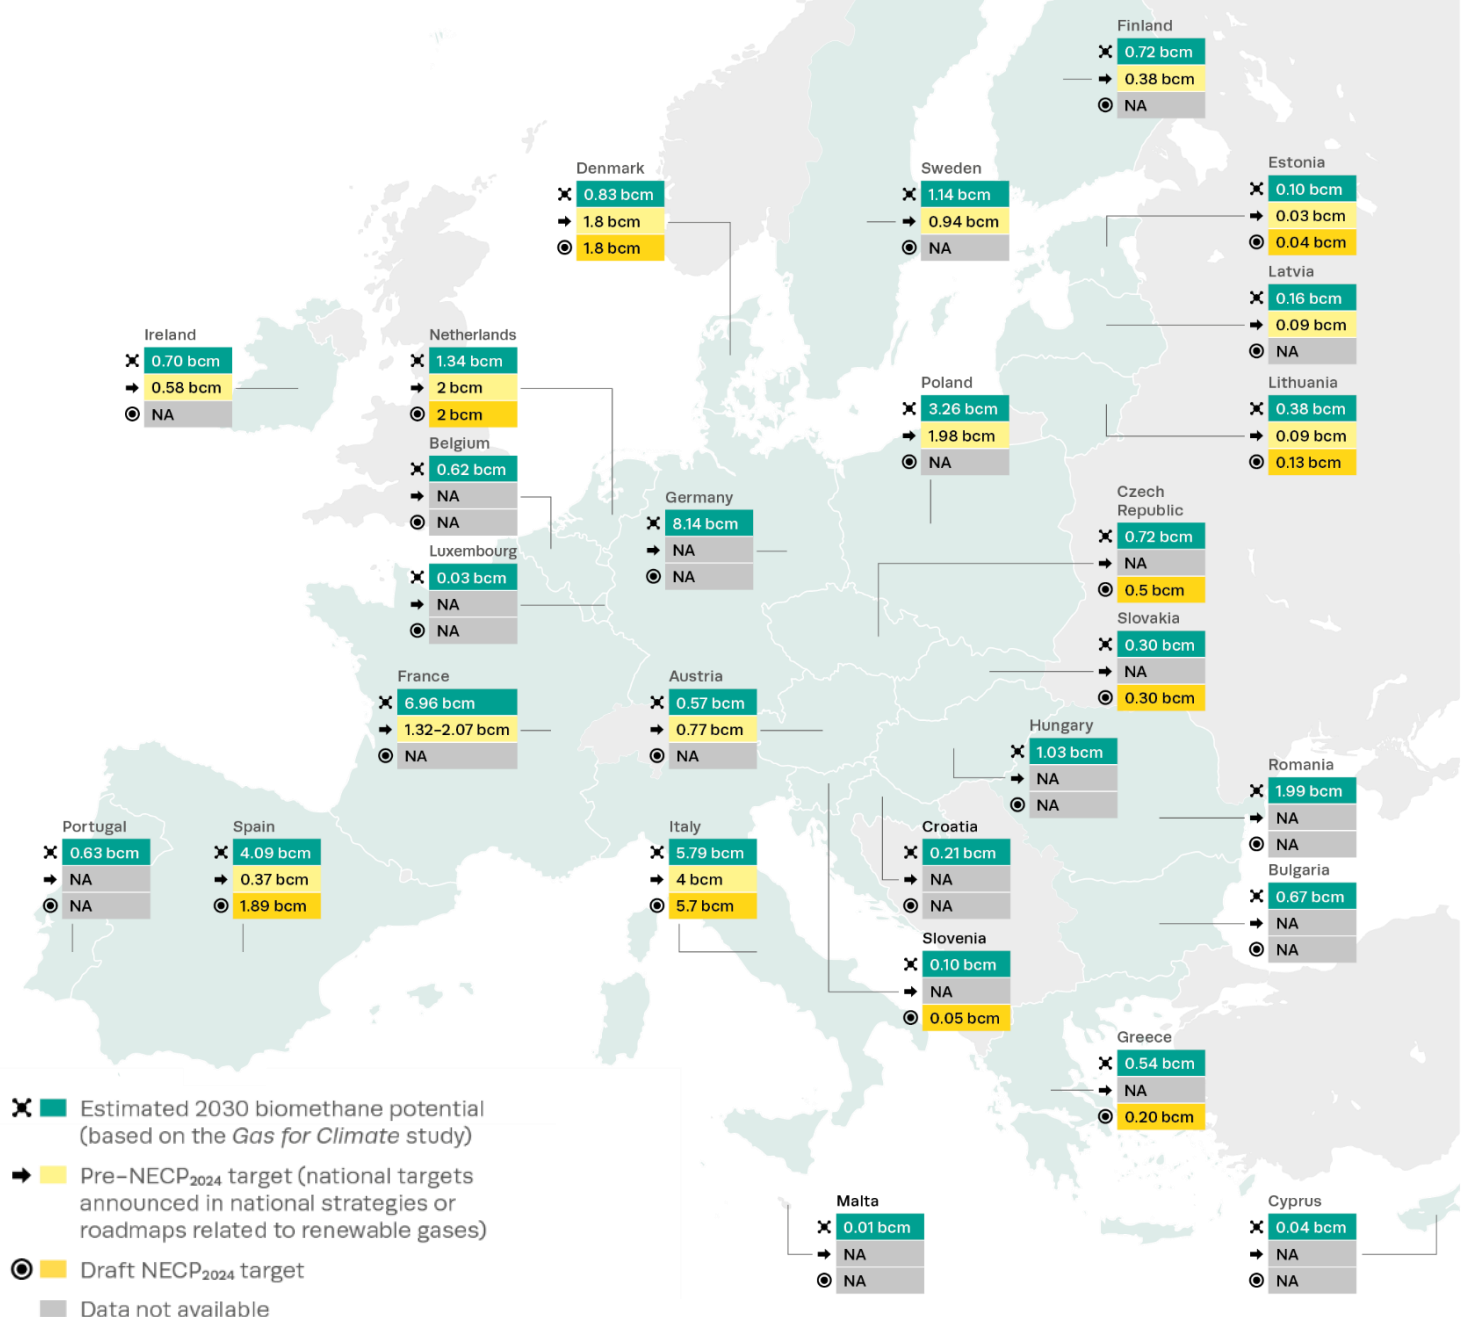 Finland
0.72 bcm
0.38 bcm
NA
Denmark
0.83 bcm
1.8 bcm
1.8 bcm
Sweden
1.14 bcm
0.94 bcm
NA
Estonia
0.10 bcm
0.03 bcm
0.04 bcm
Latvia
0.16 bcm
0.09 bcm
NA
Ireland
0.70 bcm
0.58 bcm
NA
Netherlands
1.34 bcm
2 bcm
2 bcm
Poland
3.26 bcm
1.98 bcm
NA
Lithuania
0.38 bcm
0.09 bcm
0.13 bcm
Belgium
0.62 bcm
NA
NA
Germany
8.14 bcm
NA
NA
Czech
Republic
0.72 bcm
NA
0.5 bcm
Luxembourg
0.03 bcm
NA
NA
Slovakia
0.30 bcm
NA
0.30 bcm
France
6.96 bcm
1.32–2.07 bcm
NA
Austria
0.57 bcm
0.77 bcm
NA
Hungary
1.03 bcm
NA
NA
Romania
1.99 bcm
NA
NA
Portugal
0.63 bcm
NA
NA
Spain
4.09 bcm
0.37 bcm
1.89 bcm
Italy
5.79 bcm
4 bcm
5.7 bcm
Croatia
0.21 bcm
NA
NA
Bulgaria
0.67 bcm
NA
NA
Slovenia
0.10 bcm
NA
0.05 bcm
Greece
0.54 bcm
NA
0.20 bcm
Malta
0.01 bcm
NA
NA
Cyprus
0.04 bcm
NA
NA
Estimated 2030 biomethane potential
(based on the Gas for Climate study)
Pre–NECP2024 target (national targets
announced in national strategies or
roadmaps related to renewable gases)
Draft NECP2024 target
Data not available